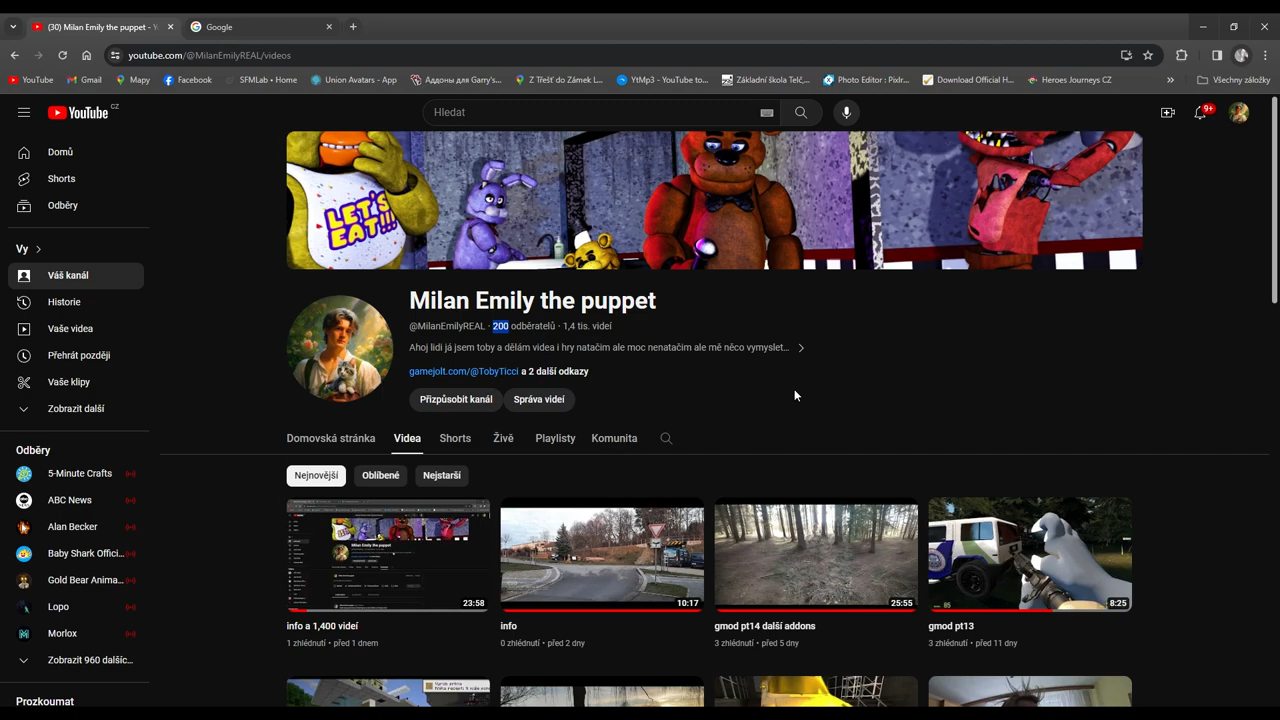 (30) Milan Emily the puppet - Y
Google
youtube.com/@MilanEmilyREAL/videos
YouTube
Gmail
Mapy
Facebook
SFMLab • Home
Union Avatars - App
Аддоны для Garry's...
Z Třešť do Zámek L...
YtMp3 - YouTube to...
Základní škola Telč,...
Photo Editor : Pixlr...
Download Official H...
Heroes Journeys CZ
Všechny záložky
YouTube CZ
Hledat
9+
Domů
Shorts
Odběry
Vy
Váš kanál
Historie
Vaše videa
Přehrát později
Vaše klipy
Zobrazit další
Odběry
5-Minute Crafts
ABC News
Alan Becker
Baby Shark Offici...
Gold Bear Anima...
Lopo
Morlox
Zobrazit 960 dalšíc...
Prozkoumat
LET'S EAT!!!
Milan Emily the puppet
@MilanEmilyREAL · 200 odběratelů · 1,4 tis. videí
Ahoj lidi já jsem toby a dělám videa i hry natačim ale moc nenatačim ale mě něco vymyslet...
gamejolt.com/@TobyTicci a 2 další odkazy
Přizpůsobit kanál
Správa videí
Domovská stránka
Videa
Shorts
Živě
Playlisty
Komunita
Nejnovější
Oblíbené
Nejstarší
Milan Emily the puppet
23:58
10:17
25:55
85
8:25
info a 1,400 videí
info
gmod pt14 další addons
gmod pt13
1 zhlédnutí • před 1 dnem
0 zhlédnutí • před 2 dny
3 zhlédnutí • před 5 dny
3 zhlédnutí • před 11 dny